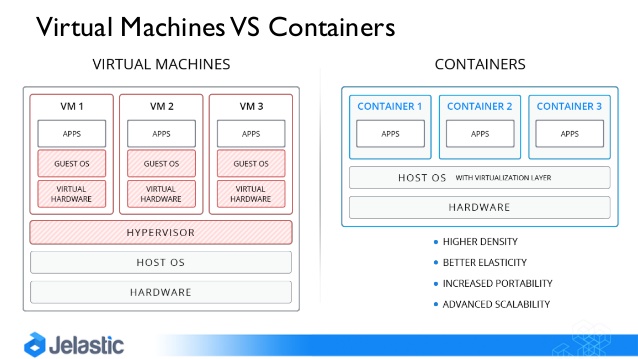 Virtual Machines VS Containers
VIRTUAL MACHINES
VM 1
VM 2
VM 3
APPS
APPS
APPS
GUEST OS
GUEST OS
GUEST OS
VIRTUAL
HARDWARE
VIRTUAL
HARDWARE
VIRTUAL
HARDWARE
HYPERVISOR
HOST OS
HARDWARE
CONTAINERS
CONTAINER 1
CONTAINER 2
CONTAINER 3
APPS
APPS
APPS
HOST OS WITH VIRTUALIZATION LAYER
HARDWARE
• HIGHER DENSITY
• BETTER ELASTICITY
• INCREASED PORTABILITY
• ADVANCED SCALABILITY
Jelastic